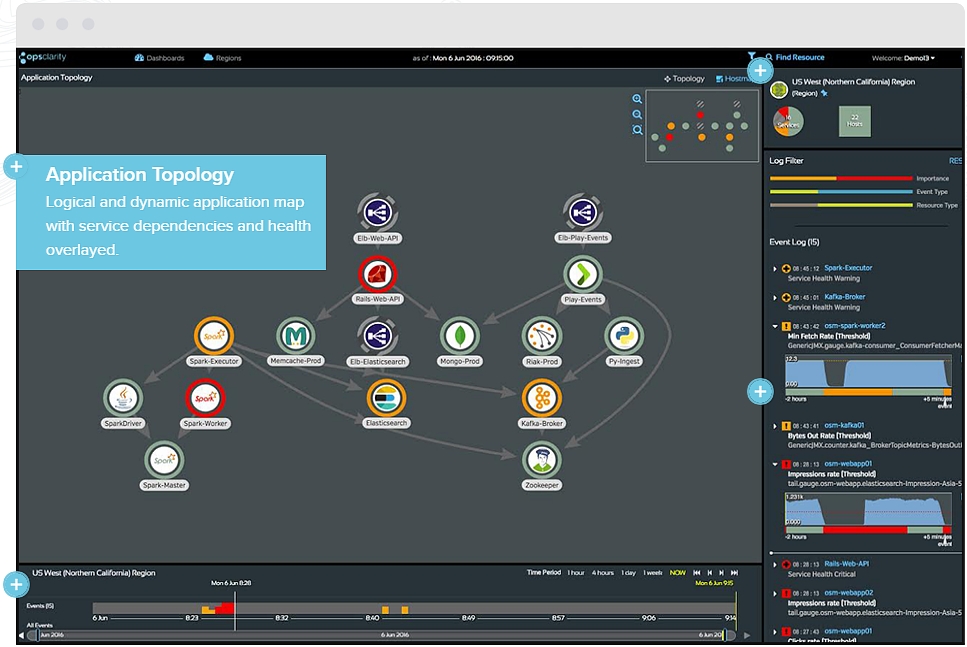 opsclarity
Dashboards
Regions
as of: Mon 6 Jun 2016 : 09:15:00
Find Resource
Welcome: Demo13
Application Topology
Topology
Hostm
US West (Northern California) Region
(Region)
16
Services
22
Hosts
Application Topology
Logical and dynamic application map
with service dependencies and health
overlayed.
Elb-Web-API
Elb-Play-Events
Rails-Web-API
Play-Events
Spark-Executor
Memcache-Prod
Elb-Elasticsearch
Mongo-Prod
Riak-Prod
Py-Ingest
SparkDriver
Spark-Worker
Elasticsearch
Kafka-Broker
Spark-Master
Zookeeper
Log Filter
RES
Importance
Event Type
Resource Type
Event Log (15)
08 : 45 : 12 Spark-Executor
Service Health Warning
08 : 45 : 01 Kafka-Broker
Service Health Warning
08 : 43 : 42 osm-spark-worker2
Min Fetch Rate [Threshold]
GenericJMX.gauge.kafka-consumer_ConsumerFetcherMa
12.3
0.00
-2 hours
+5 minutes
event
08 : 43 : 41 osm-kafka01
Bytes Out Rate [Threshold]
GenericJMX.counter.kafka_BrokerTopicMetrics-BytesOutP
08 : 28 : 13 osm-webapp01
Impressions rate [Threshold]
tail.gauge.osm-webapp.elasticsearch-Impression-Asia-5
1.231k
0.000
-2 hours
+5 minutes
event
08 : 28 : 13 Rails-Web-API
Service Health Critical
08 : 28 : 13 osm-webapp02
Impressions rate [Threshold]
tail.gauge.osm-webapp.elasticsearch-Impression-Asia-5
08 : 27 : 43 osm-webapp01
Clicks rate [Threshold]
US West (Northern California) Region
Time Period 1 hour 4 hours 1 day 1 week NOW
Mon 6 Jun 8:28
Mon 6 Jun 9:15
Events (15)
6 Jun 8:23 8:32 8:40 8:49 8:57 9:06 9:14
All Events
Jun 2016
6 Jun 2016
6 Jun 20